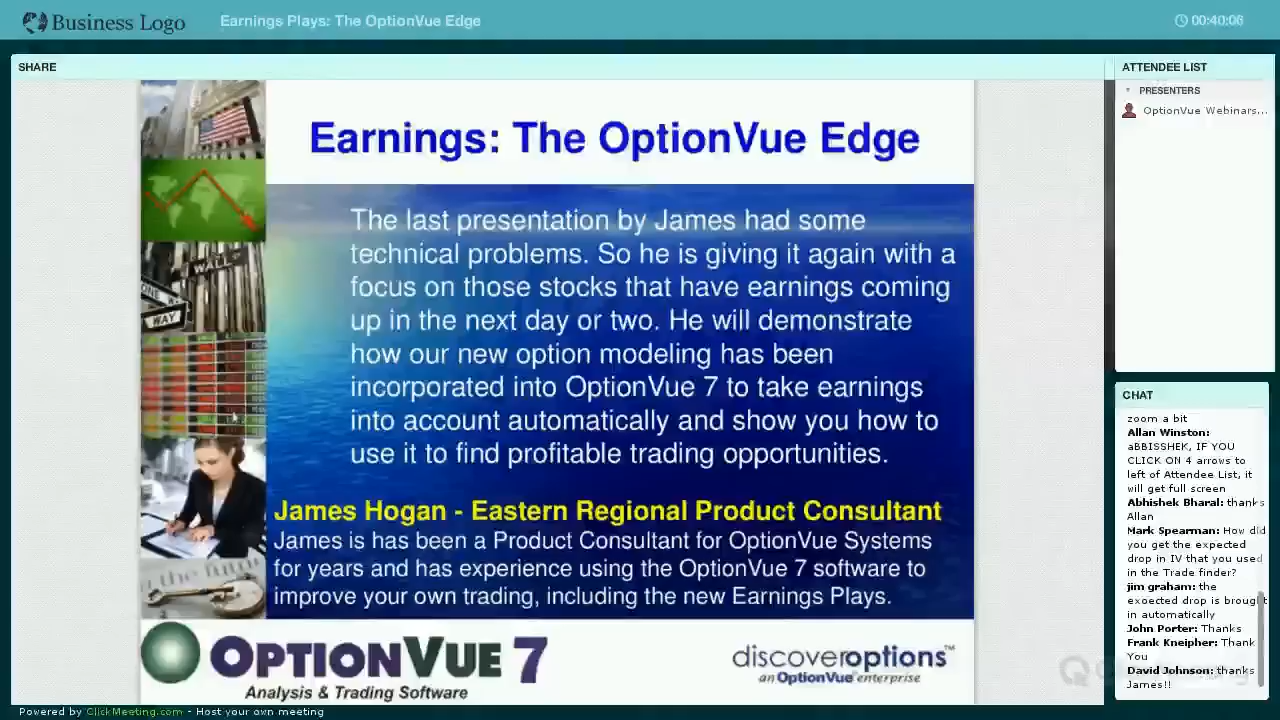 Business Logo
Earnings Plays: The OptionVue Edge
00:40:06
SHARE
Earnings: The OptionVue Edge
WALL
ONE
WAY
The last presentation by James had some
technical problems. So he is giving it again with a
focus on those stocks that have earnings coming
up in the next day or two. He will demonstrate
how our new option modeling has been
incorporated into OptionVue 7 to take earnings
into account automatically and show you how to
use it to find profitable trading opportunities.
James Hogan - Eastern Regional Product Consultant
James is has been a Product Consultant for OptionVue Systems
for years and has experience using the OptionVue 7 software to
improve your own trading, including the new Earnings Plays.
OPTIONVUE 7
Analysis & Trading Software
discoveroptions™
an OptionVue enterprise
ATTENDEE LIST
PRESENTERS
OptionVue Webinars...
CHAT
zoom a bit
Allan Winston:
aBBISSHEK, IF YOU
CLICK ON 4 arrows to
left of Attendee List, it
will get full screen
Abhishek Bharal: thanks
Allan
Mark Spearman: How did
you get the expected
drop in IV that you used
in the Trade finder?
jim graham: the
exoected drop is brought
in automatically
John Porter: Thanks
Frank Kneipher: Thank
You
David Johnson: thanks
James!!
Powered by ClickMeeting.com - Host your own meeting